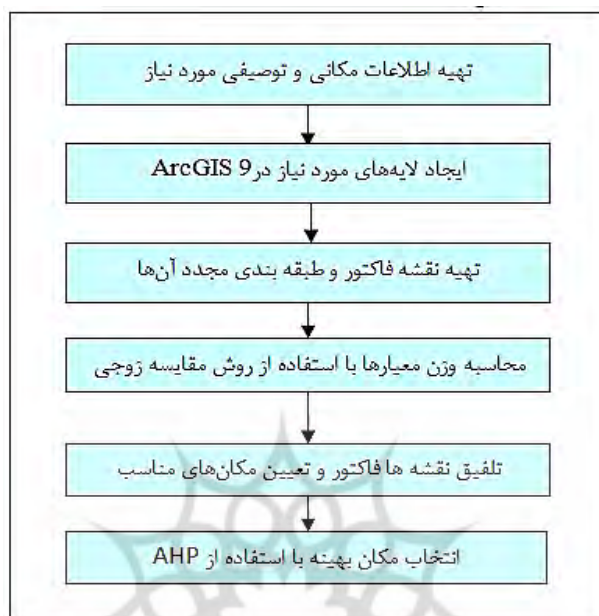 تهیه اطلاعات مکانی و توصیفی مورد نیاز
ایجاد لایه‌های مورد نیاز در ArcGIS 9
تهیه نقشه فاکتور و طبقه بندی مجدد آن‌ها
محاسبه وزن معیارها با استفاده از روش مقایسه زوجی
تلفیق نقشه ها فاکتور و تعیین مکان‌های مناسب
انتخاب مکان بهینه با استفاده از AHP